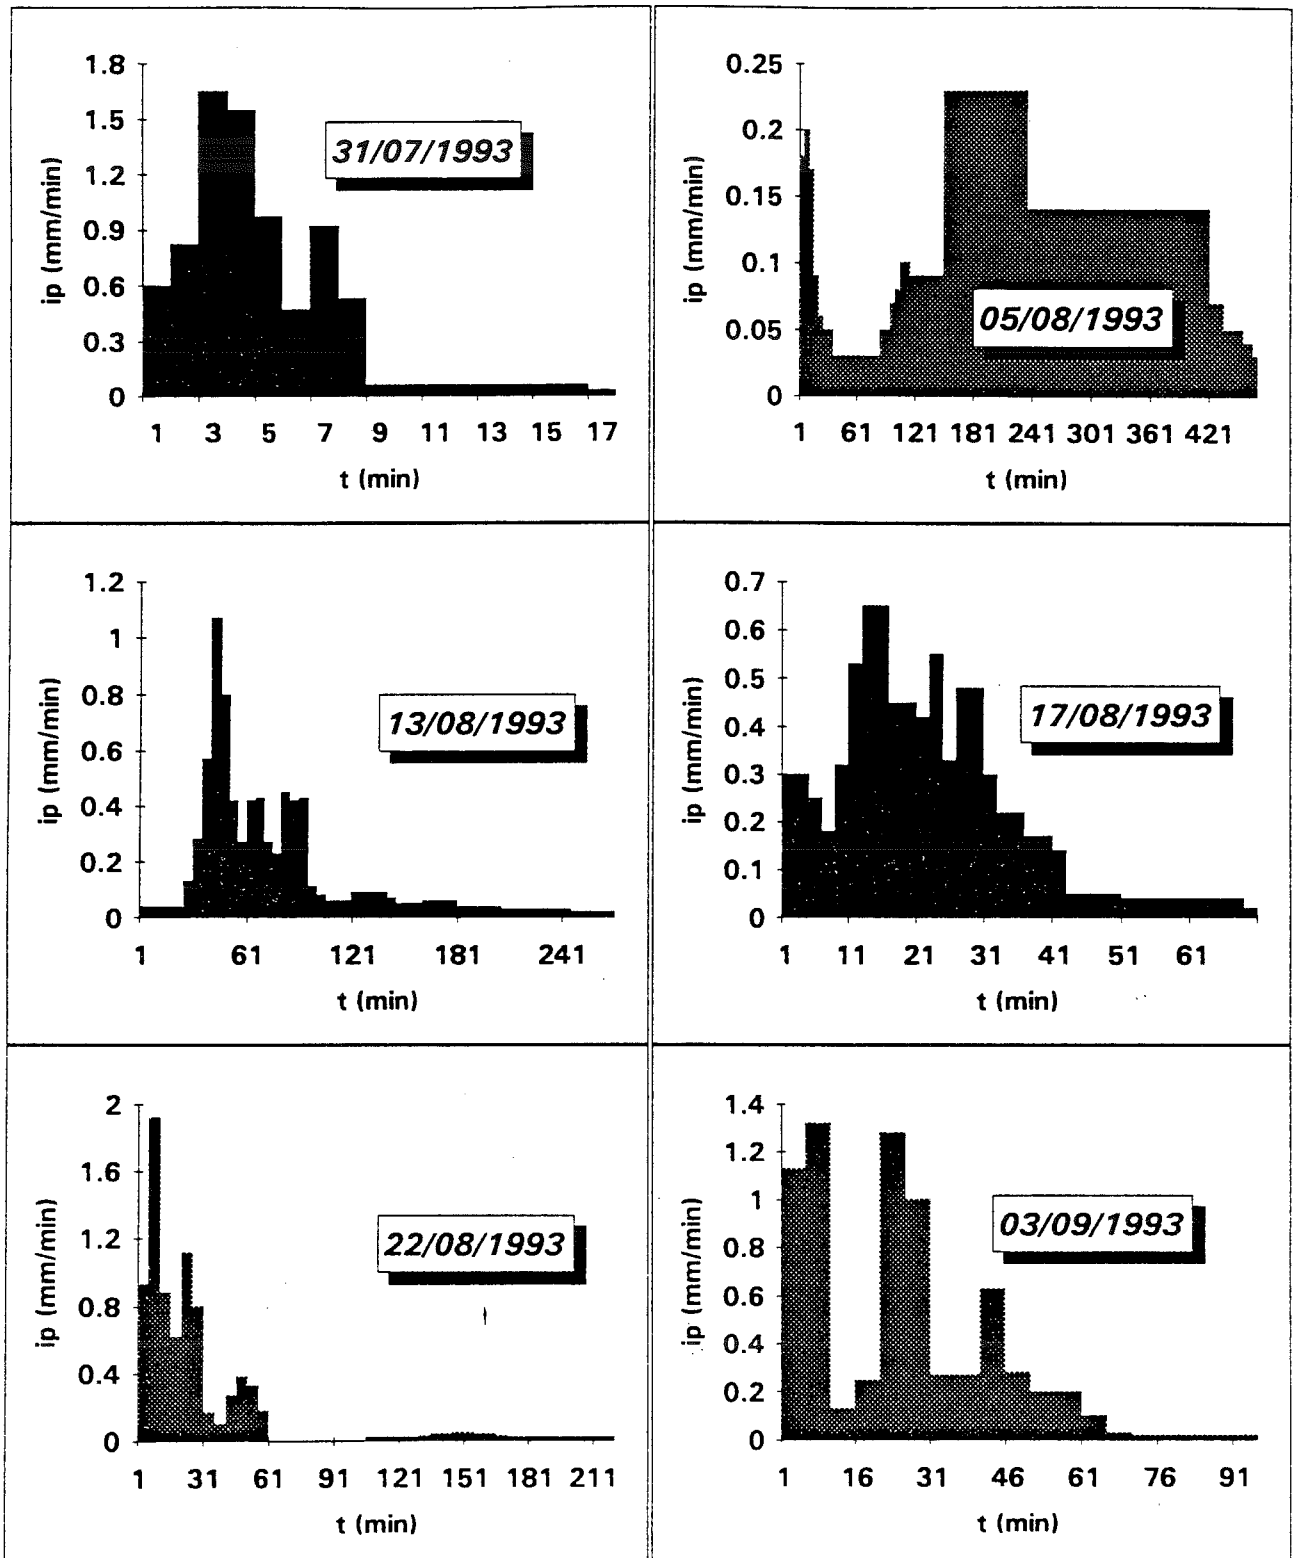 1.8
1.5
1.2
0.9
0.6
0.3
0
ip (mm/min)
31/07/1993
1 3 5 7 9 11 13 15 17
t (min)
0.25
0.2
0.15
0.1
0.05
0
ip (mm/min)
05/08/1993
1 61 121 181 241 301 361 421
t (min)
1.2
1
0.8
0.6
0.4
0.2
0
ip (mm/min)
13/08/1993
1 61 121 181 241
t (min)
0.7
0.6
0.5
0.4
0.3
0.2
0.1
0
ip (mm/min)
17/08/1993
1 11 21 31 41 51 61
t (min)
2
1.6
1.2
0.8
0.4
0
ip (mm/min)
22/08/1993
1 31 61 91 121 151 181 211
t (min)
1.4
1.2
1
0.8
0.6
0.4
0.2
0
ip (mm/min)
03/09/1993
1 16 31 46 61 76 91
t (min)